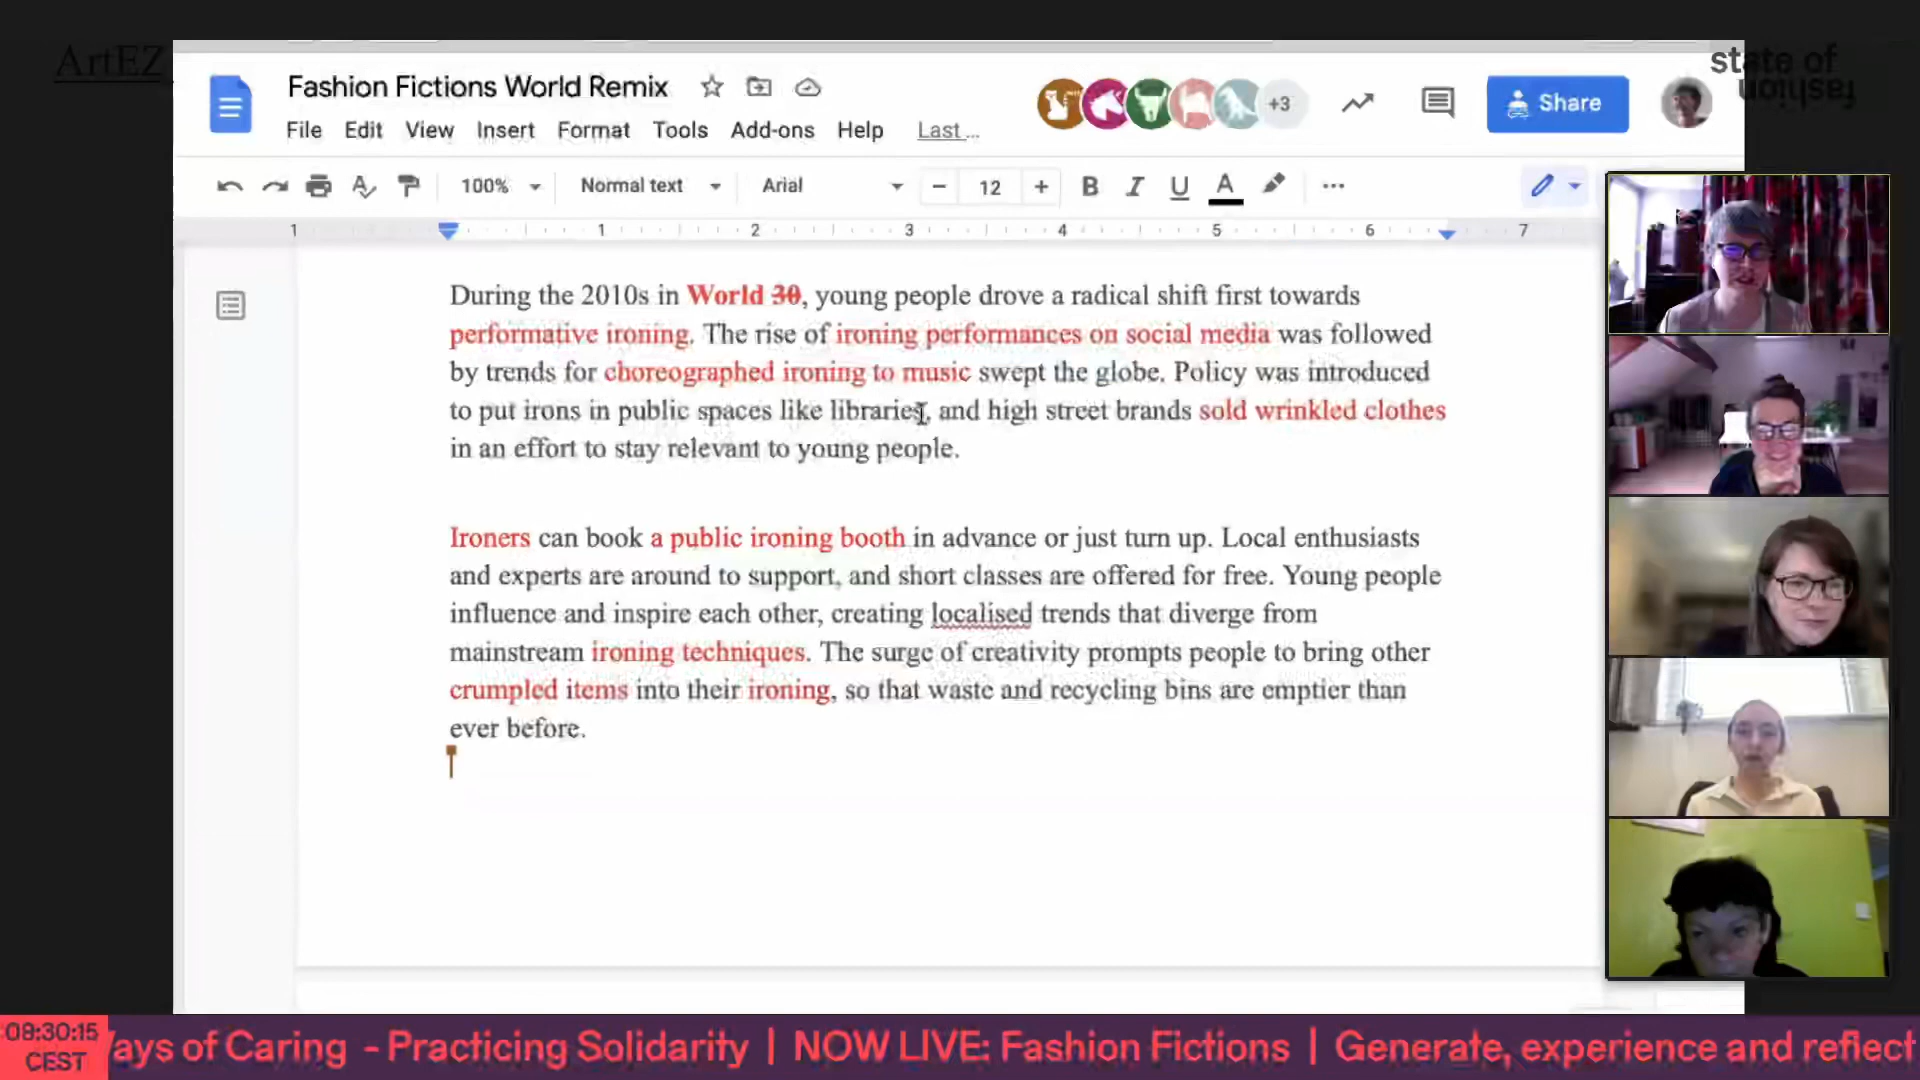 ArtEZ
state of
fashion
Fashion Fictions World Remix
+3
Share
File Edit View Insert Format Tools Add-ons Help Last ...
100% Normal text Arial 12 B I U A
1 1 2 3 4 5 6 7
During the 2010s in World 30, young people drove a radical shift first towards
performative ironing. The rise of ironing performances on social media was followed
by trends for choreographed ironing to music swept the globe. Policy was introduced
to put irons in public spaces like libraries, and high street brands sold wrinkled clothes
in an effort to stay relevant to young people.
Ironers can book a public ironing booth in advance or just turn up. Local enthusiasts
and experts are around to support, and short classes are offered for free. Young people
influence and inspire each other, creating localised trends that diverge from
mainstream ironing techniques. The surge of creativity prompts people to bring other
crumpled items into their ironing, so that waste and recycling bins are emptier than
ever before.
08:30:15
CEST
ays of Caring - Practicing Solidarity | NOW LIVE: Fashion Fictions | Generate, experience and reflect